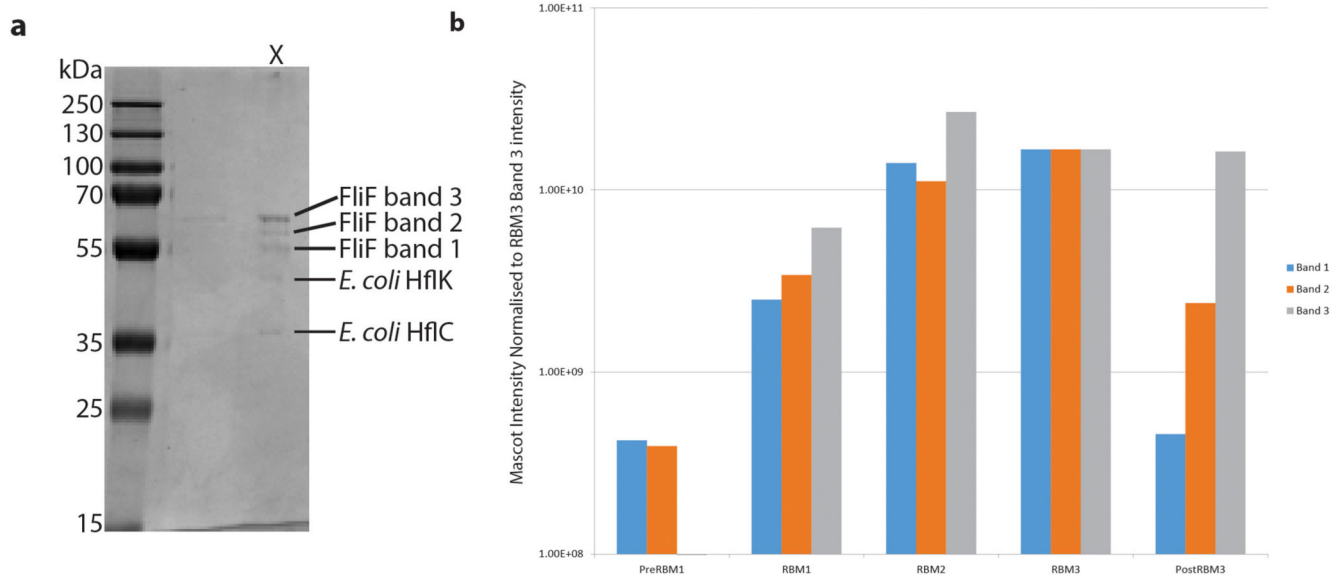 a
X
kDa
250
130
100
70
55
35
25
15
FliF band 3
FliF band 2
FliF band 1
E. coli HflK
E. coli HflC
b
Mascot Intensity Normalised to RBM3 Band 3 intensity
1.00E+11
1.00E+10
1.00E+09
1.00E+08
PreRBM1
RBM1
RBM2
RBM3
PostRBM3
Band 1
Band 2
Band 3